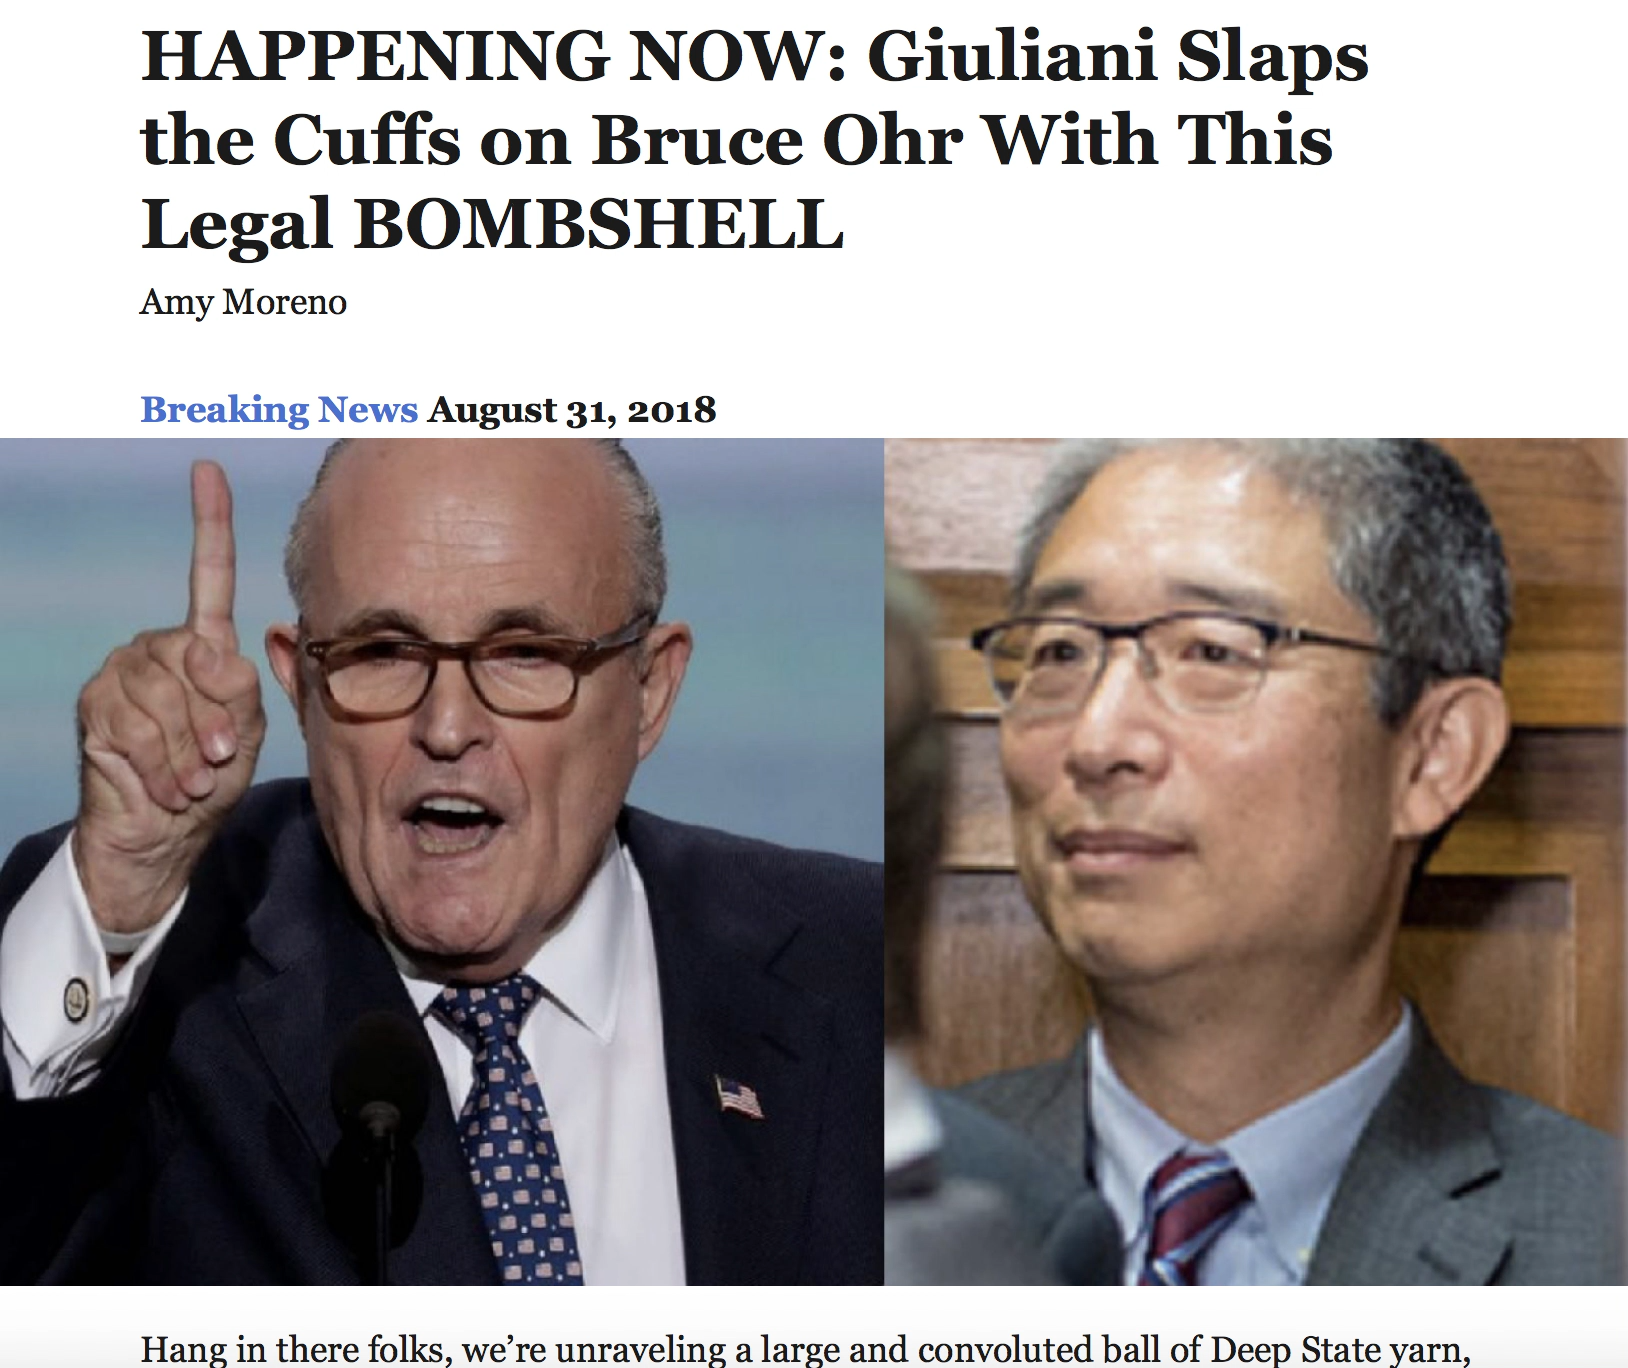 HAPPENING NOW: Giuliani Slaps
the Cuffs on Bruce Ohr With This
Legal BOMBSHELL
Amy Moreno
Breaking News August 31, 2018
Hang in there folks, we’re unraveling a large and convoluted ball of Deep State yarn,